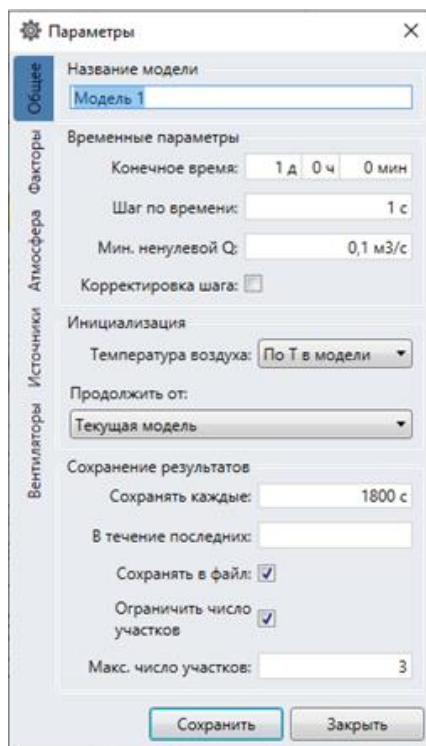 Параметры
Общее
Факторы
Атмосфера
Источники
Вентиляторы
Название модели
Модель 1
Временные параметры
Конечное время: 1 д 0 ч 0 мин
Шаг по времени: 1 с
Мин. ненулевой Q: 0,1 м3/с
Корректировка шага:
Инициализация
Температура воздуха: По Т в модели
Продолжить от:
Текущая модель
Сохранение результатов
Сохранять каждые: 1800 с
В течение последних:
Сохранять в файл:
Ограничить число
участков
Макс. число участков: 3
Сохранить Закрыть